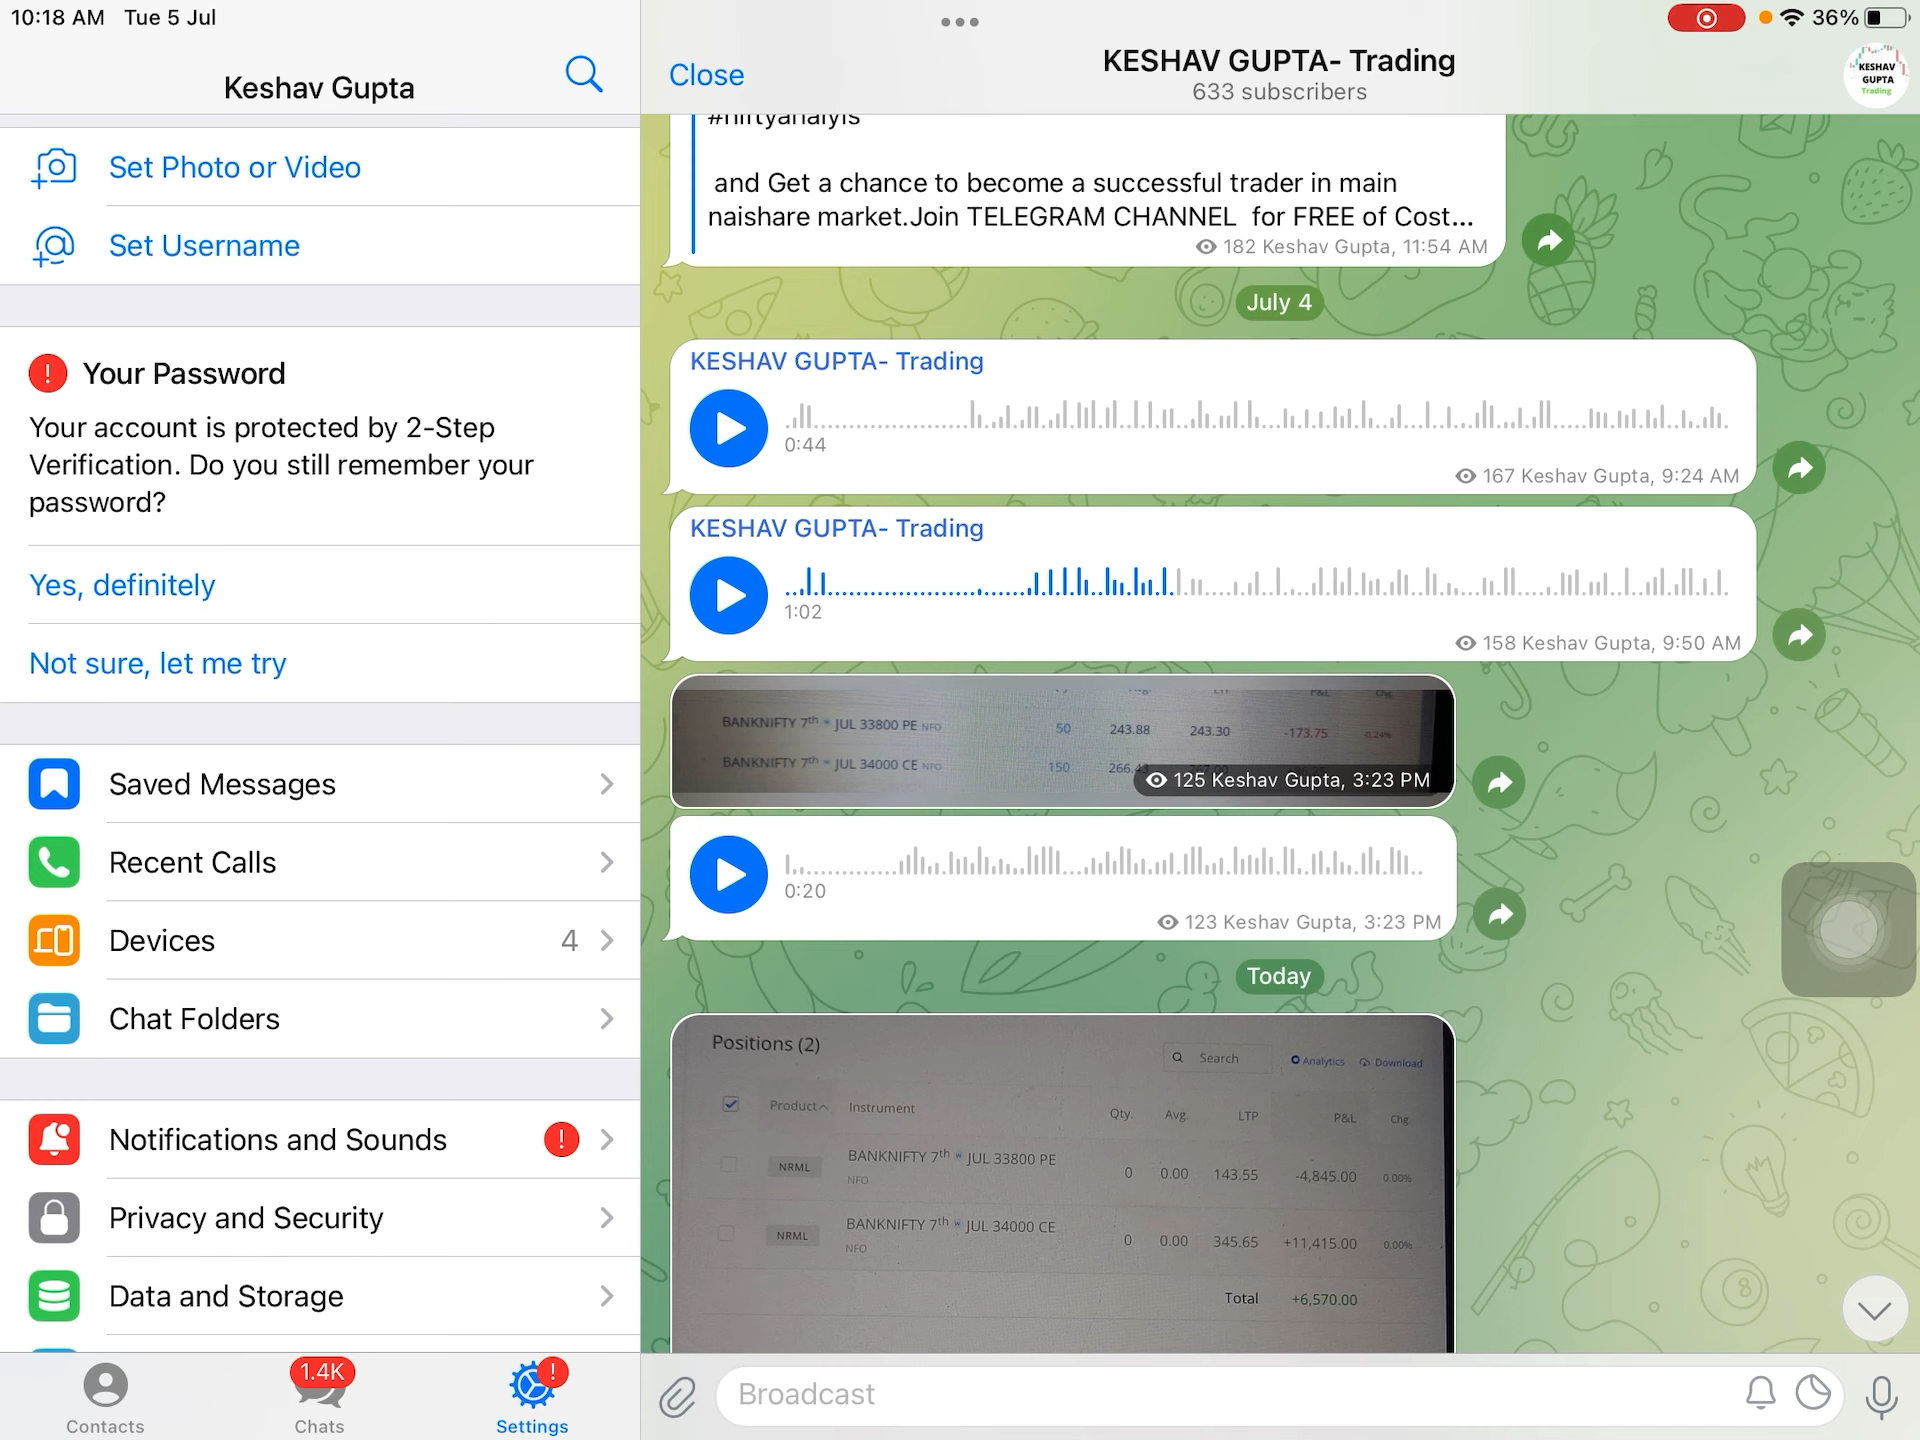 10:18 AM Tue 5 Jul
36%
Keshav Gupta
Set Photo or Video
Set Username
! Your Password
Your account is protected by 2-Step
Verification. Do you still remember your
password?
Yes, definitely
Not sure, let me try
Saved Messages
Recent Calls
Devices 4
Chat Folders
Notifications and Sounds !
Privacy and Security
Data and Storage
Contacts
1.4K
Chats
!
Settings
Close
KESHAV GUPTA- Trading
633 subscribers
KESHAV
GUPTA
Trading
#niftyanalyis
and Get a chance to become a successful trader in main
naishare market.Join TELEGRAM CHANNEL for FREE of Cost...
182 Keshav Gupta, 11:54 AM
July 4
KESHAV GUPTA- Trading
0:44
167 Keshav Gupta, 9:24 AM
KESHAV GUPTA- Trading
1:02
158 Keshav Gupta, 9:50 AM
LTP P&L Chg.
BANKNIFTY 7th w JUL 33800 PE NFO 50 243.88 243.30 -173.75 -0.24%
BANKNIFTY 7th w JUL 34000 CE NFO 150 266.43
125 Keshav Gupta, 3:23 PM
0:20
123 Keshav Gupta, 3:23 PM
Today
Positions (2)
Search Analytics Download
Product Instrument Qty. Avg. LTP P&L Chg.
NRML BANKNIFTY 7th w JUL 33800 PE NFO 0 0.00 143.55 -4,845.00 0.00%
NRML BANKNIFTY 7th w JUL 34000 CE NFO 0 0.00 345.65 +11,415.00 0.00%
Total +6,570.00
Broadcast